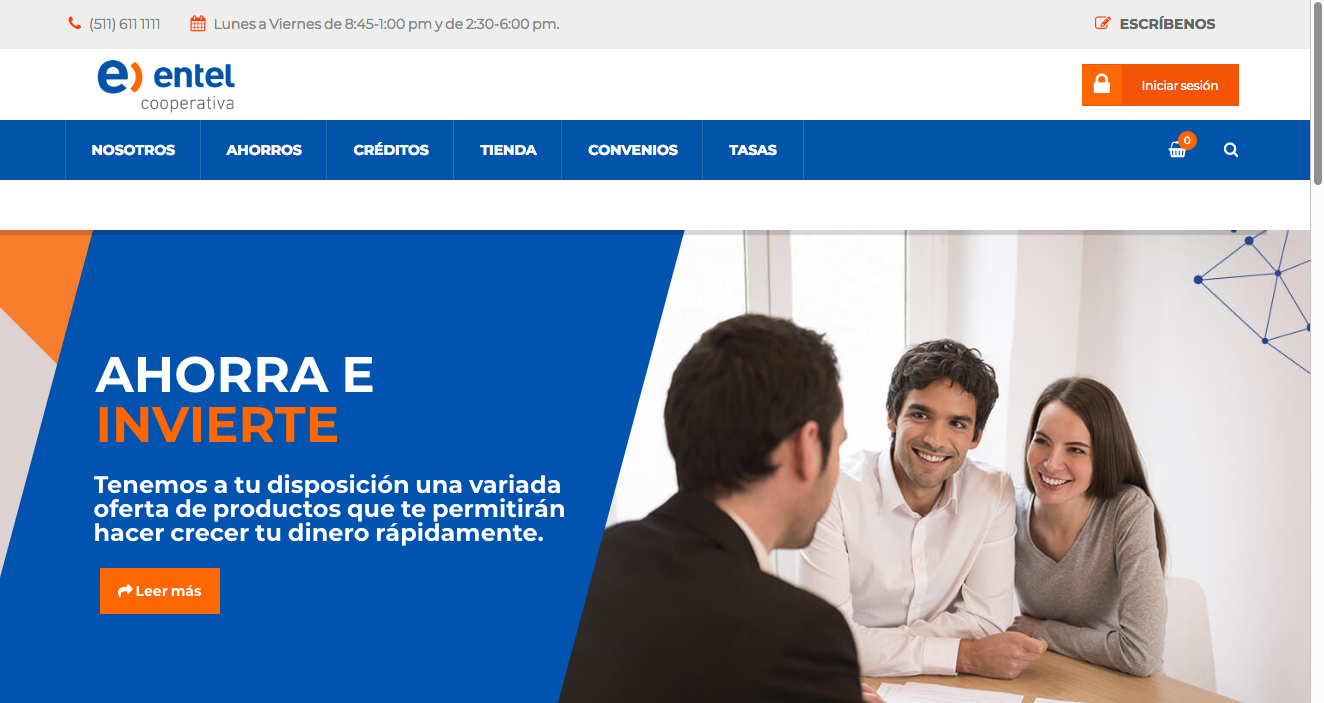 (511) 611 1111
Lunes a Viernes de 8:45-1:00 pm y de 2:30-6:00 pm.
ESCRÍBENOS
e) entel
cooperativa
Iniciar sesión
NOSOTROS
AHORROS
CRÉDITOS
TIENDA
CONVENIOS
TASAS
0
AHORRA E
INVIERTE
Tenemos a tu disposición una variada
oferta de productos que te permitirán
hacer crecer tu dinero rápidamente.
Leer más